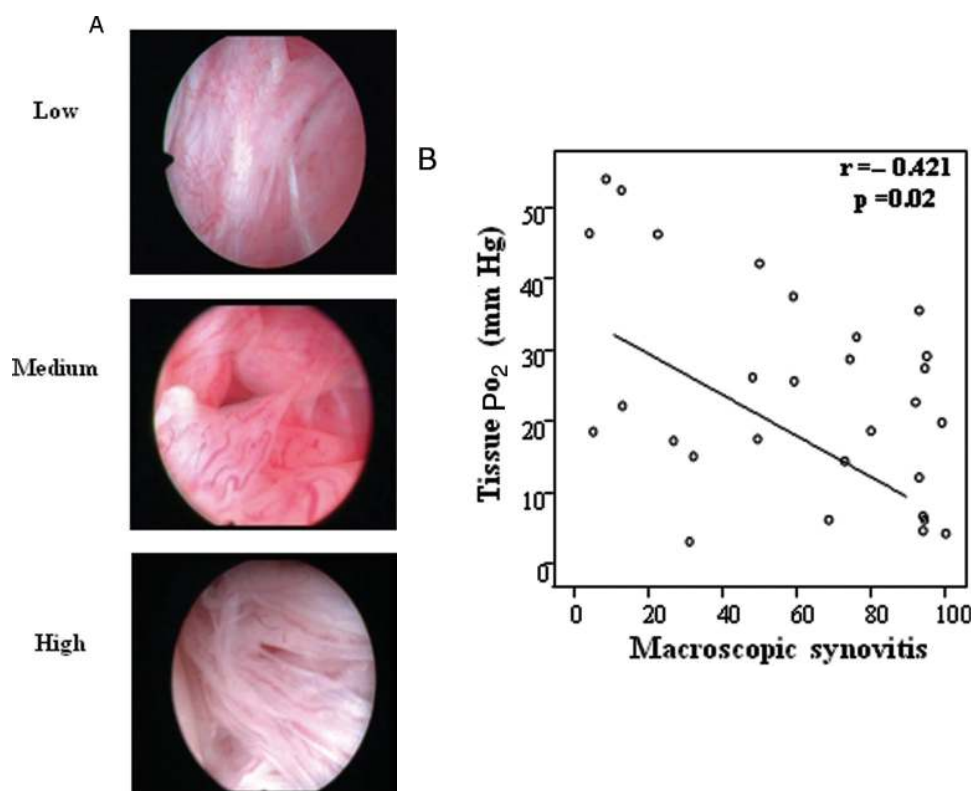 A
Low
Medium
High
B
r = – 0.421
p = 0.02
Tissue Po₂ (mm Hg)
50
40
30
20
10
0
0 20 40 60 80 100
Macroscopic synovitis